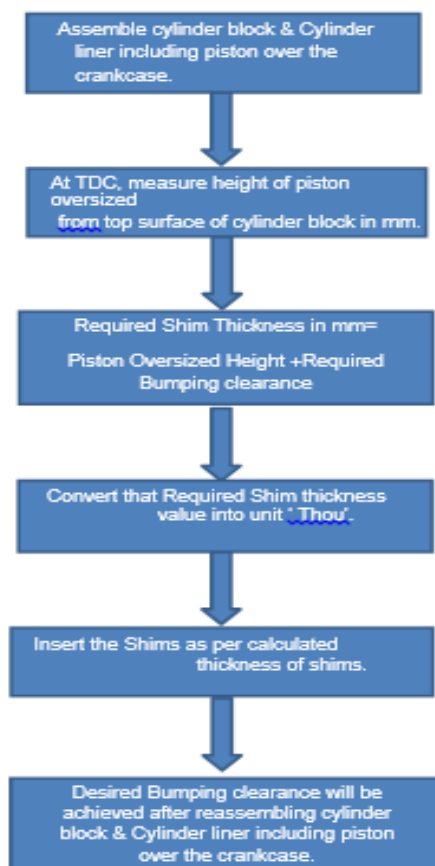 Assemble cylinder block & Cylinder
liner including piston over the
crankcase.
At TDC, measure height of piston
oversized
from top surface of cylinder block in mm.
Required Shim Thickness in mm=
Piston Oversized Height +Required
Bumping clearance
Convert that Required Shim thickness
value into unit ' Thou'.
Insert the Shims as per calculated
thickness of shims.
Desired Bumping clearance will be
achieved after reassembling cylinder
block & Cylinder liner including piston
over the crankcase.